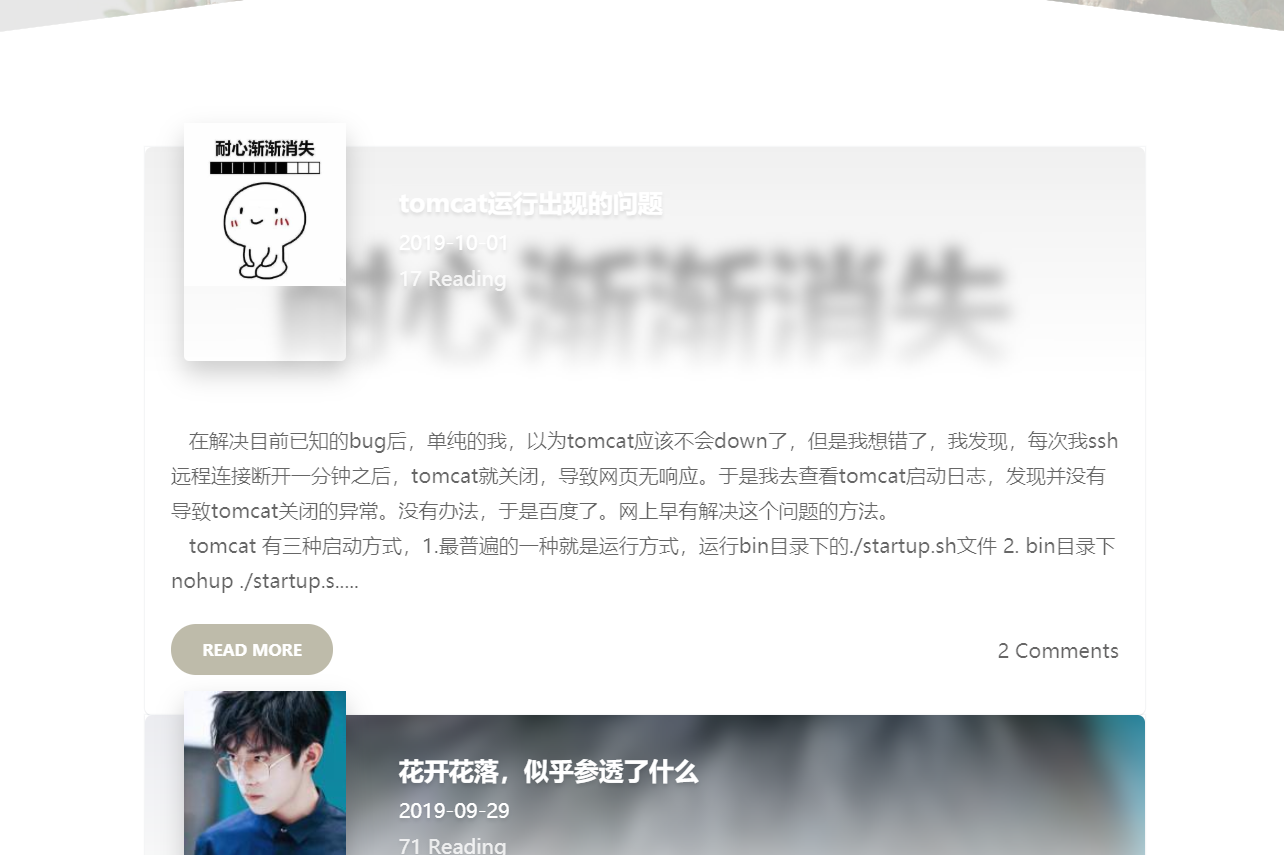 耐心渐渐消失
tomcat运行出现的问题
2019-10-01
17 Reading
耐心渐渐消失
在解决目前已知的bug后，单纯的我，以为tomcat应该不会down了，但是我想错了，我发现，每次我ssh
远程连接断开一分钟之后，tomcat就关闭，导致网页无响应。于是我去查看tomcat启动日志，发现并没有
导致tomcat关闭的异常。没有办法，于是百度了。网上早有解决这个问题的方法。
tomcat 有三种启动方式，1.最普遍的一种就是运行方式，运行bin目录下的./startup.sh文件 2. bin目录下
nohup ./startup.s.....
READ MORE
2 Comments
花开花落，似乎参透了什么
2019-09-29
71 Reading